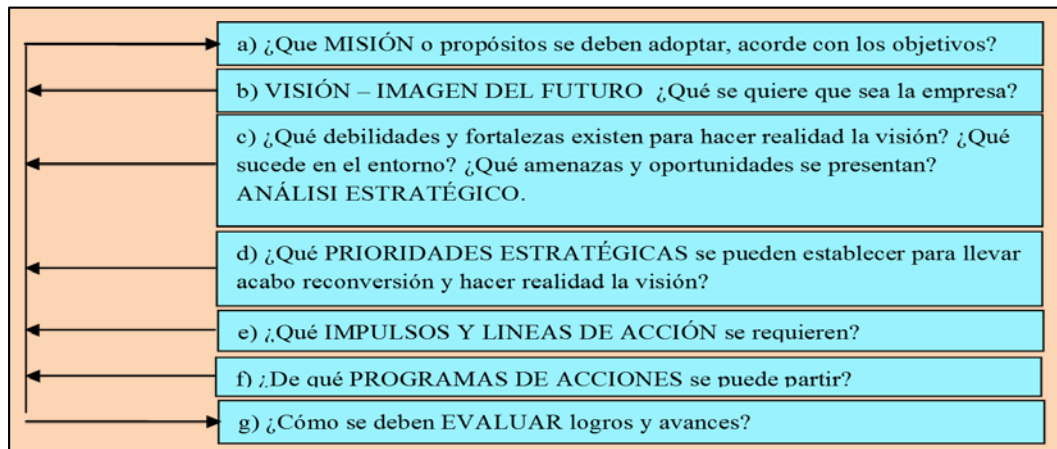 a) ¿Que MISIÓN o propósitos se deben adoptar, acorde con los objetivos?
b) VISIÓN – IMAGEN DEL FUTURO ¿Qué se quiere que sea la empresa?
c) ¿Qué debilidades y fortalezas existen para hacer realidad la visión? ¿Qué
sucede en el entorno? ¿Qué amenazas y oportunidades se presentan?
ANÁLISI ESTRATÉGICO.
d) ¿Qué PRIORIDADES ESTRATÉGICAS se pueden establecer para llevar
acabo reconversión y hacer realidad la visión?
e) ¿Qué IMPULSOS Y LINEAS DE ACCIÓN se requieren?
f) ¿De qué PROGRAMAS DE ACCIONES se puede partir?
g) ¿Cómo se deben EVALUAR logros y avances?